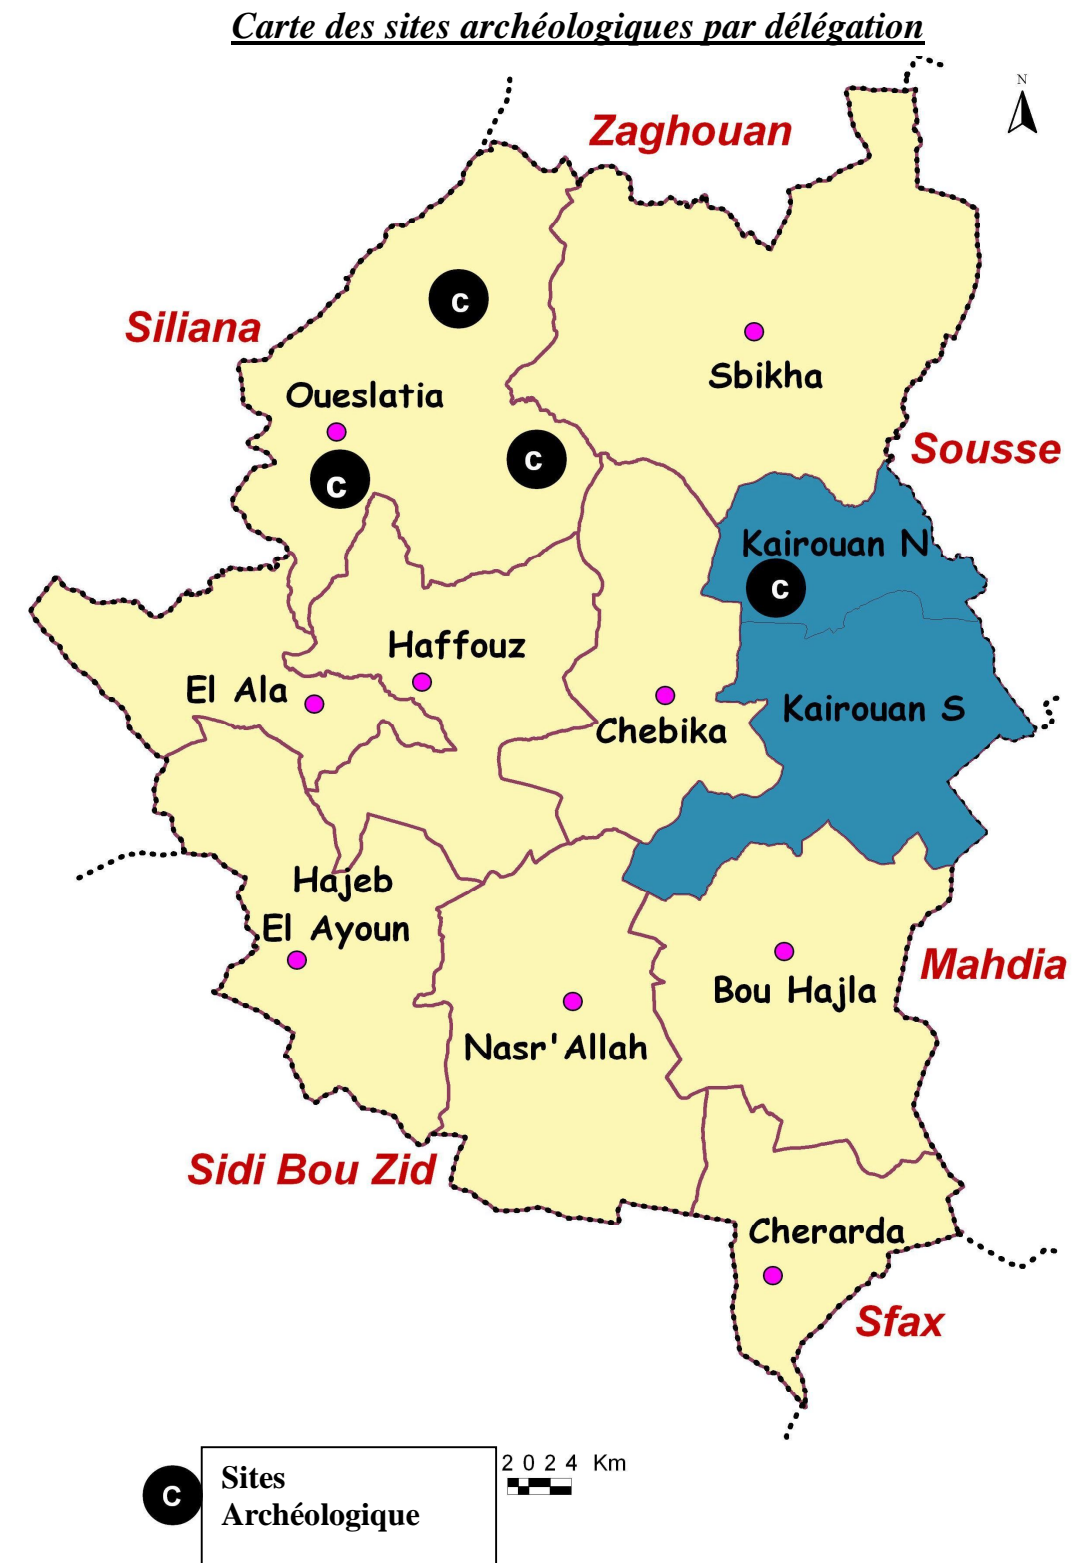 Carte des sites archéologiques par délégation
N
Zaghouan
C
Siliana
Sbikha
Oueslatia
Sousse
C
C
Kairouan N
C
Haffouz
El Ala
Kairouan S
Chebika
Hajeb
El Ayoun
Mahdia
Bou Hajla
Nasr'Allah
Sidi Bou Zid
Cherarda
Sfax
2 0 2 4 Km
C
Sites
Archéologique